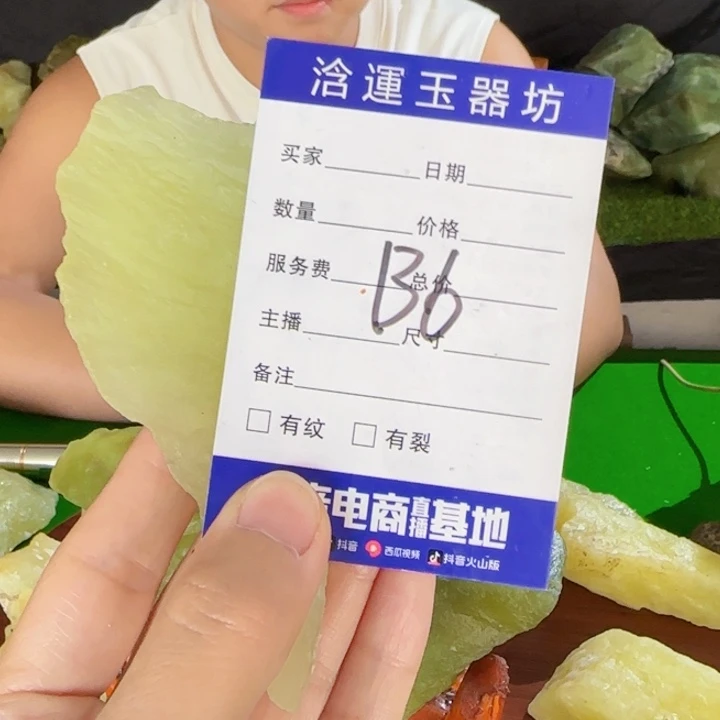 浛運玉器坊
买家 日期
数量 价格
服务费 总价
B6
主播 尺寸
备注
有纹 有裂
电商直播基地
抖音 西瓜视频 抖音火山版